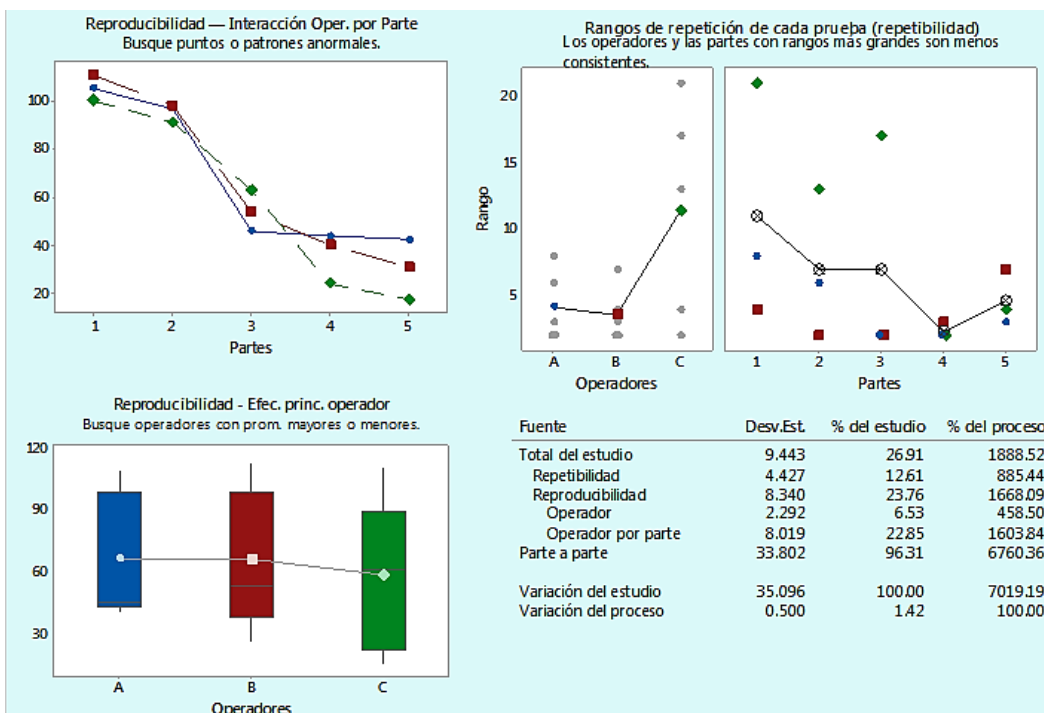 Reproducibilidad — Interacción Oper. por Parte
Busque puntos o patrones anormales.
100
80
60
40
20
1 2 3 4 5
Partes
Rangos de repetición de cada prueba (repetibilidad)
Los operadores y las partes con rangos más grandes son menos
consistentes.
Rango
20
15
10
5
A B C
Operadores
1 2 3 4 5
Partes
Reproducibilidad - Efec. princ. operador
Busque operadores con prom. mayores o menores.
120
90
60
30
A B C
Operadores
Fuente Desv.Est. % del estudio % del proceso
Total del estudio 9.443 26.91 1888.52
Repetibilidad 4.427 12.61 885.44
Reproducibilidad 8.340 23.76 1668.09
Operador 2.292 6.53 458.50
Operador por parte 8.019 22.85 1603.84
Parte a parte 33.802 96.31 6760.36
Variación del estudio 35.096 100.00 7019.19
Variación del proceso 0.500 1.42 100.00